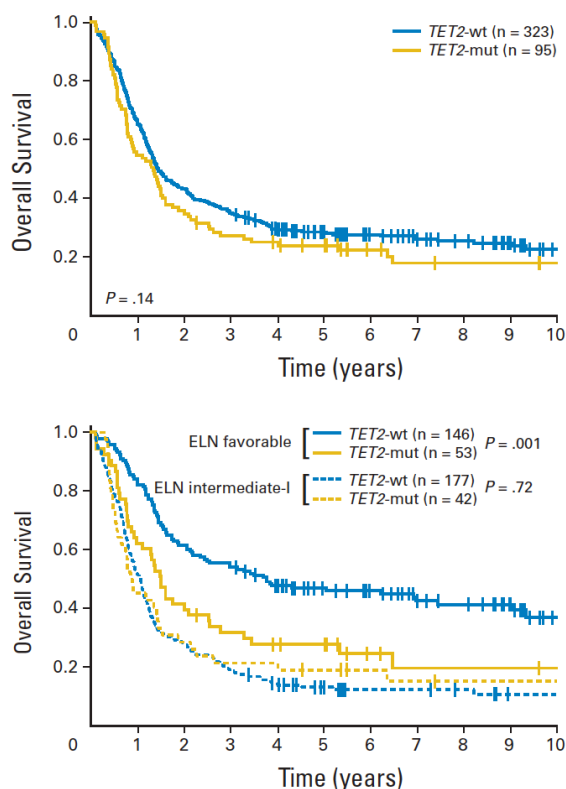 1.0
TET2-wt (n = 323)
TET2-mut (n = 95)
0.8
0.6
0.4
0.2
Overall Survival
P = .14
0 1 2 3 4 5 6 7 8 9 10
Time (years)
1.0
ELN favorable
TET2-wt (n = 146)
TET2-mut (n = 53)
P = .001
ELN intermediate-I
TET2-wt (n = 177)
TET2-mut (n = 42)
P = .72
0.8
0.6
0.4
0.2
Overall Survival
0 1 2 3 4 5 6 7 8 9 10
Time (years)